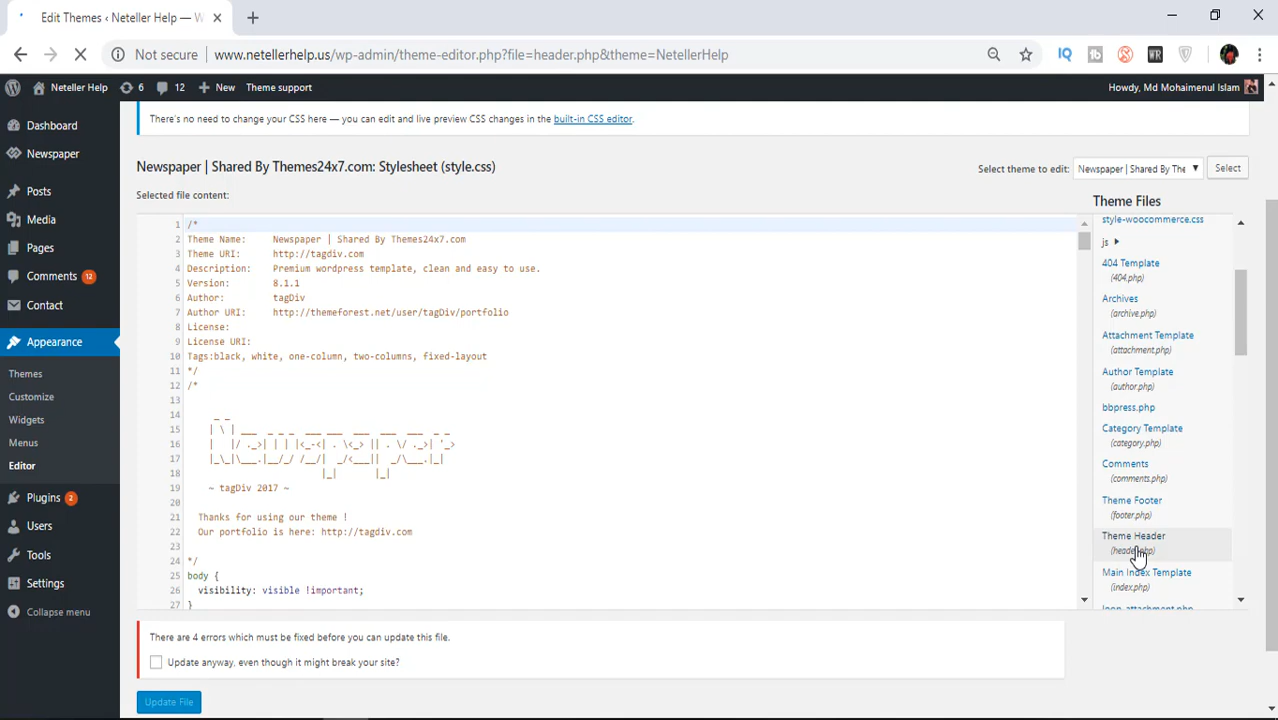 Edit Themes ‹ Neteller Help — W
Not secure www.netellerhelp.us/wp-admin/theme-editor.php?file=header.php&theme=NetellerHelp
Neteller Help 6 12 New Theme support Howdy, Md Mohaimenul Islam
Dashboard
Newspaper
Posts
Media
Pages
Comments 12
Contact
Appearance
Themes
Customize
Widgets
Menus
Editor
Plugins 2
Users
Tools
Settings
Collapse menu
There's no need to change your CSS here — you can edit and live preview CSS changes in the built-in CSS editor.
Newspaper | Shared By Themes24x7.com: Stylesheet (style.css)
Select theme to edit: Newspaper | Shared By The Select
Selected file content:
1 /*
2 Theme Name: Newspaper | Shared By Themes24x7.com
3 Theme URI: http://tagdiv.com
4 Description: Premium wordpress template, clean and easy to use.
5 Version: 8.1.1
6 Author: tagDiv
7 Author URI: http://themeforest.net/user/tagDiv/portfolio
8 License:
9 License URI:
10 Tags:black, white, one-column, two-columns, fixed-layout
11 */
12 /*
13
14
15
16
17
18
19 ~ tagDiv 2017 ~
20
21 Thanks for using our theme !
22 Our portfolio is here: http://tagdiv.com
23
24 */
25 body {
26 visibility: visible !important;
27 }
Theme Files
style-woocommerce.css
js
404 Template
(404.php)
Archives
(archive.php)
Attachment Template
(attachment.php)
Author Template
(author.php)
bbpress.php
Category Template
(category.php)
Comments
(comments.php)
Theme Footer
(footer.php)
Theme Header
Main Index Template
(index.php)
loop-attachment.php
There are 4 errors which must be fixed before you can update this file.
Update anyway, even though it might break your site?
Update File